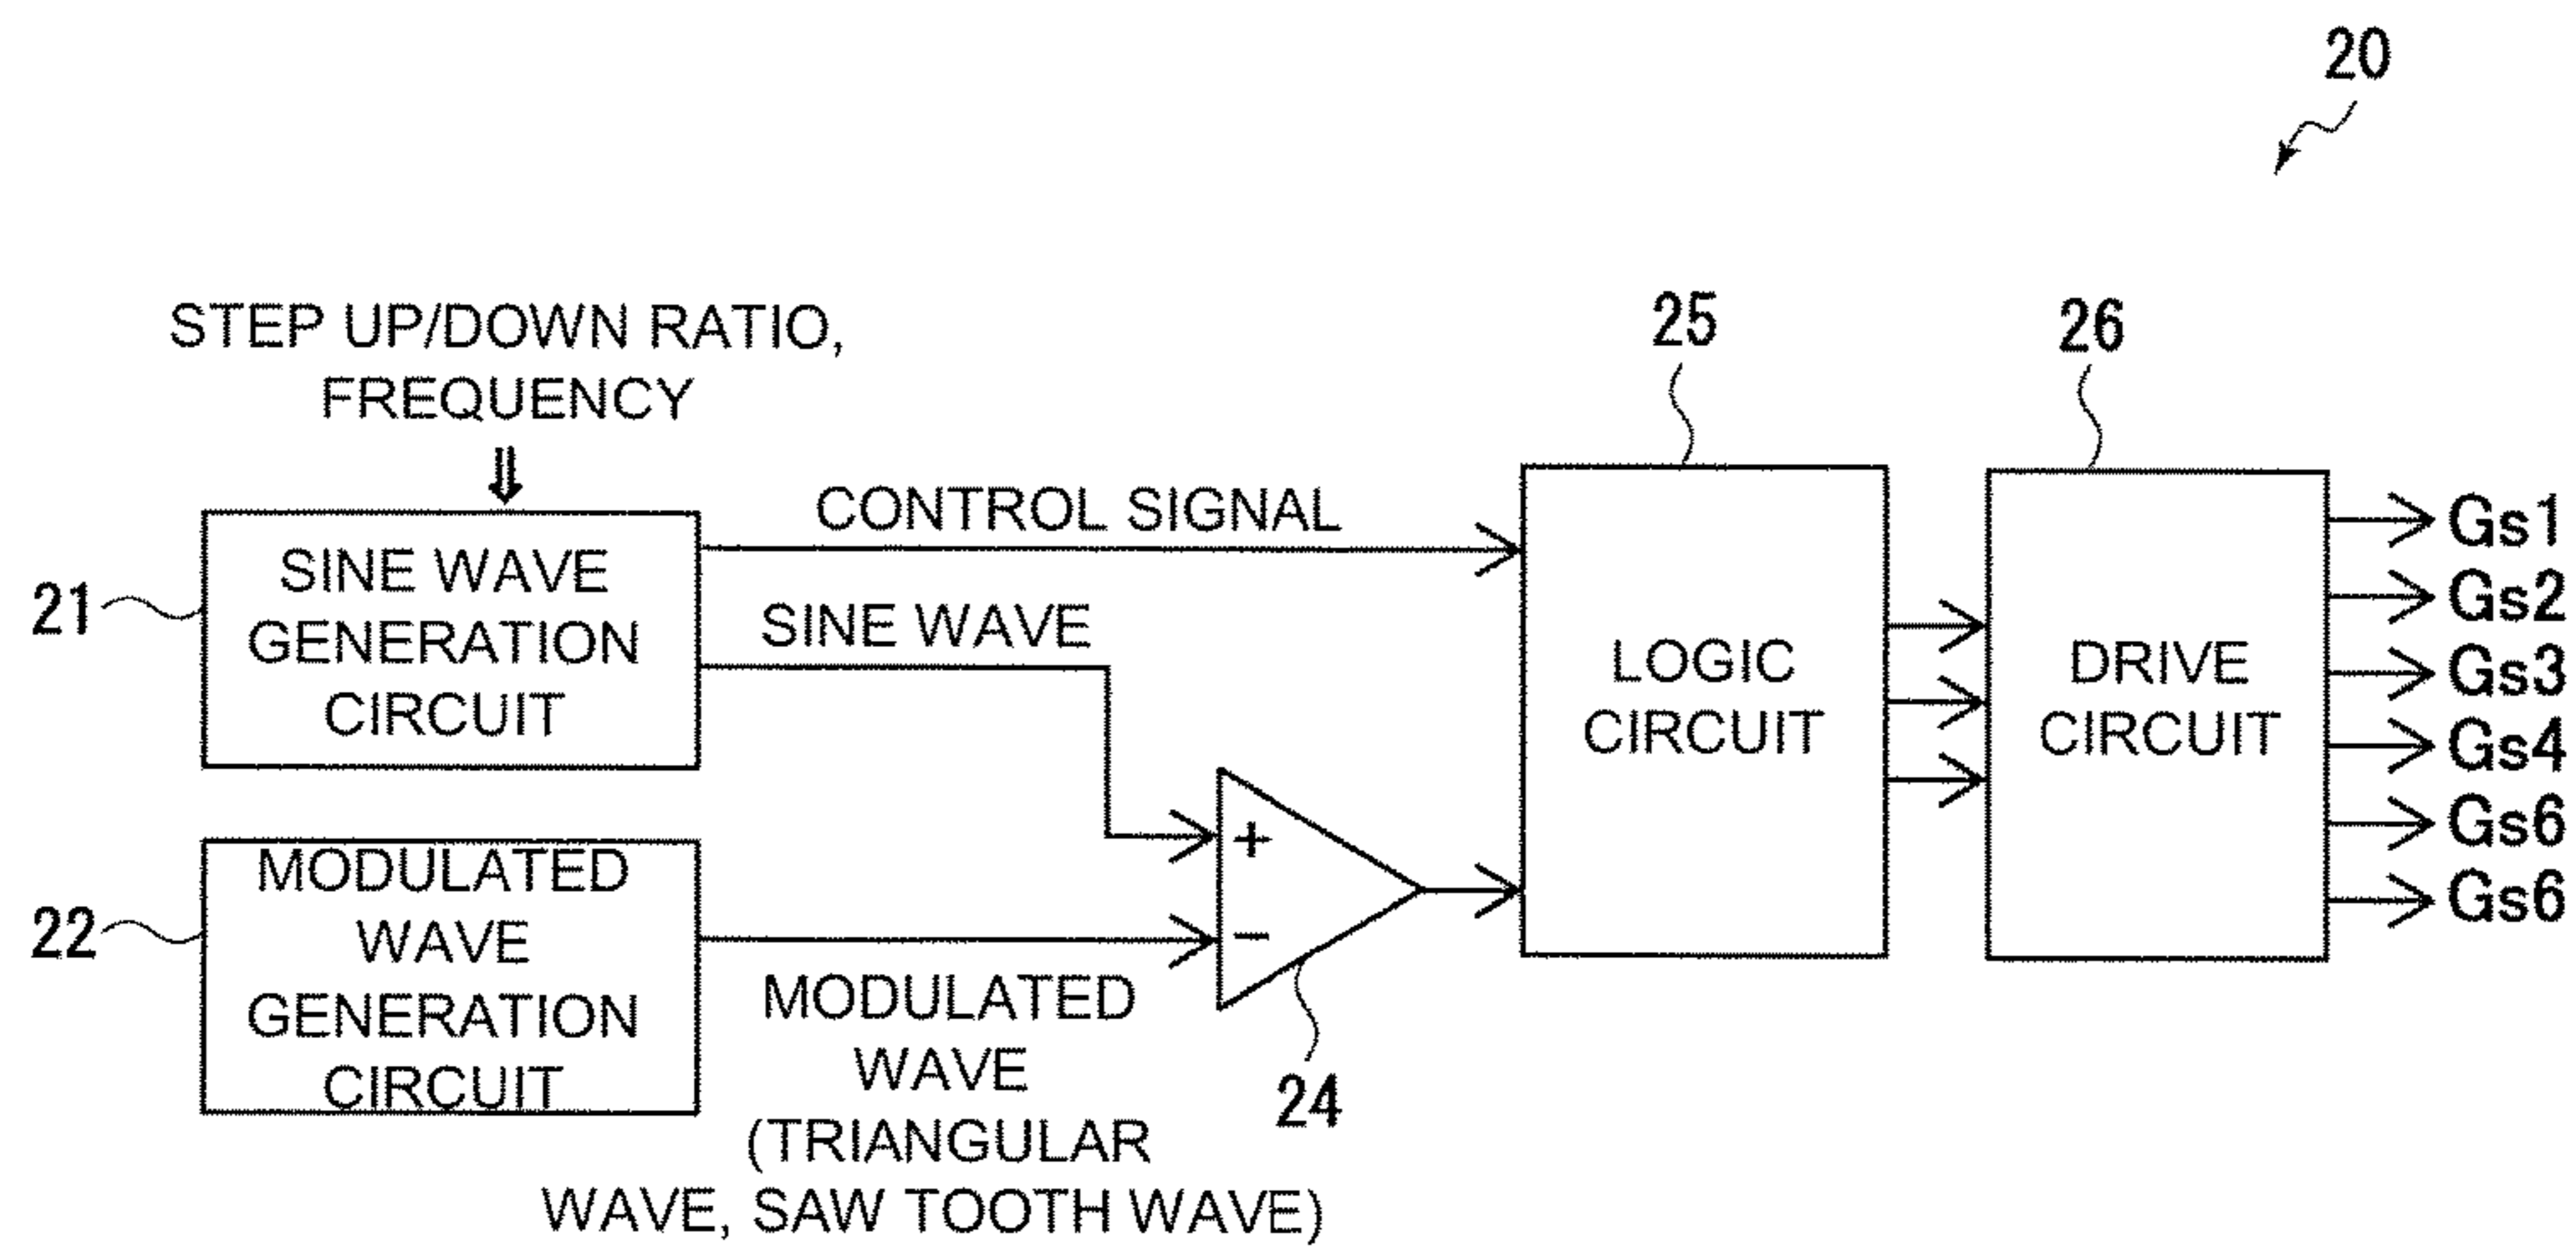 20
STEP UP/DOWN RATIO,
FREQUENCY
25
26
CONTROL SIGNAL
21
SINE WAVE
GENERATION
CIRCUIT
SINE WAVE
LOGIC
CIRCUIT
DRIVE
CIRCUIT
Gs1
Gs2
Gs3
Gs4
Gs6
Gs6
22
MODULATED
WAVE
GENERATION
CIRCUIT
+
−
MODULATED
WAVE
(TRIANGULAR
WAVE, SAW TOOTH WAVE)
24